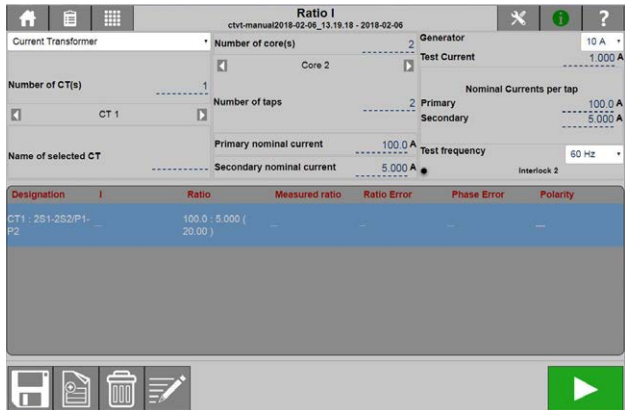 Ratio I
ctvt-manual2018-02-06_13.19.18 - 2018-02-06
?
Current Transformer
Number of CT(s) 1
CT 1
Name of selected CT
Number of core(s) 2
Core 2
Number of taps 2
Primary nominal current 100.0 A
Secondary nominal current 5.000 A
Generator 10 A
Test Current 1.000 A
Nominal Currents per tap
Primary 100.0 A
Secondary 5.000 A
Test frequency 60 Hz
Interlock 2
Designation I Ratio Measured ratio Ratio Error Phase Error Polarity
CT1 : 2S1-2S2/P1- _ 100.0 : 5.000 ( _ _ _ _
P2 20.00 )